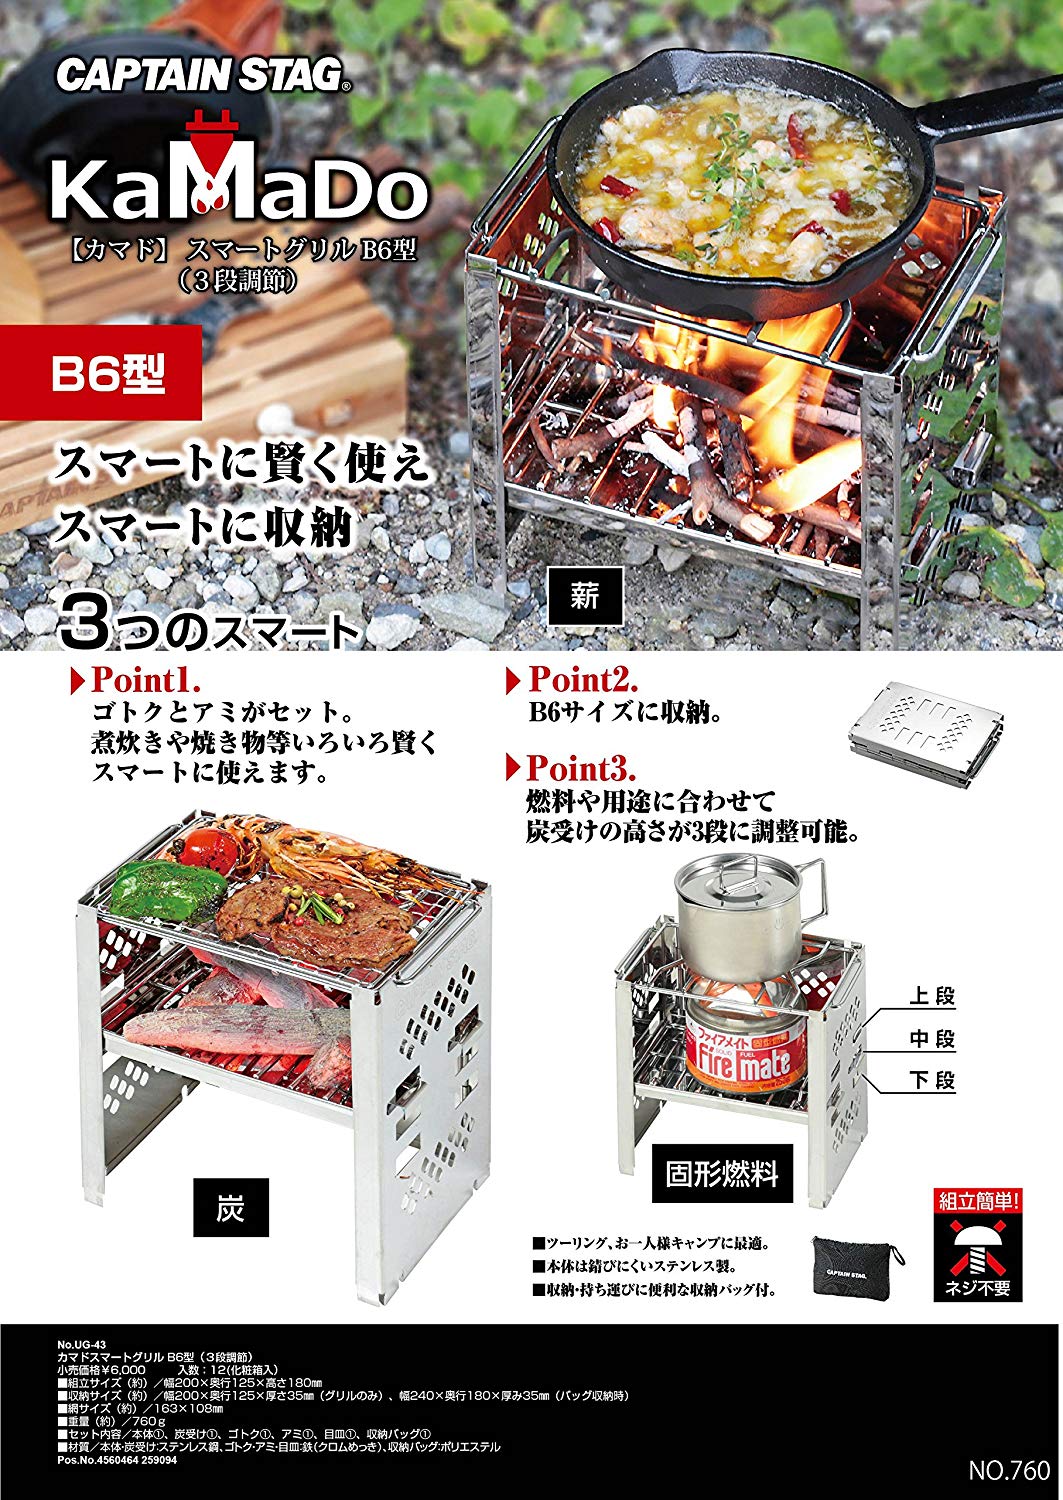 CAPTAIN STAG®
KaMaDo
【カマド】 スマートグリル B6型
（３段調節）
B6型
スマートに賢く使え
スマートに収納
3つのスマート
薪
Point1.
ゴトクとアミがセット。
煮炊きや焼き物等いろいろ賢く
スマートに使えます。
Point2.
B6サイズに収納。
Point3.
燃料や用途に合わせて
炭受けの高さが3段に調整可能。
上段
中段
下段
ファイアメイト 固形燃料
SOLID FUEL
Fire mate
炭
固形燃料
■ツーリング、お一人様キャンプに最適。
■本体は錆びにくいステンレス製。
■収納・持ち運びに便利な収納バッグ付。
CAPTAIN STAG.
組立簡単!
ネジ不要
No.UG-43
カマドスマートグリル B6型（３段調節）
小売価格￥6,000 入数：12(化粧箱入)
■組立サイズ（約）／幅200×奥行125×高さ180㎜
■収納サイズ（約）／幅200×奥行125×厚さ35㎜（グリルのみ）、幅240×奥行180×厚み35㎜（バッグ収納時）
■網サイズ（約）／163×108㎜
■重量（約）／760ｇ
■セット内容／本体①、炭受け①、ゴトク①、アミ①、目皿①、収納バッグ①
■材質／本体・炭受け:ステンレス鋼、ゴトク・アミ・目皿:鉄（クロムめっき）、収納バッグ:ポリエステル
Pos.No.4560464 259094
NO.760